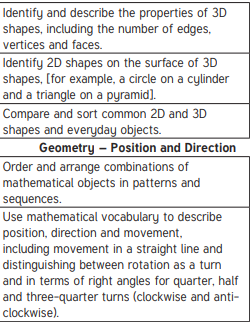 Identify and describe the properties of 3D
shapes, including the number of edges,
vertices and faces.
Identify 2D shapes on the surface of 3D
shapes, [for example, a circle on a cylinder
and a triangle on a pyramid].
Compare and sort common 2D and 3D
shapes and everyday objects.
Geometry – Position and Direction
Order and arrange combinations of
mathematical objects in patterns and
sequences.
Use mathematical vocabulary to describe
position, direction and movement,
including movement in a straight line and
distinguishing between rotation as a turn
and in terms of right angles for quarter, half
and three-quarter turns (clockwise and anti-
clockwise).